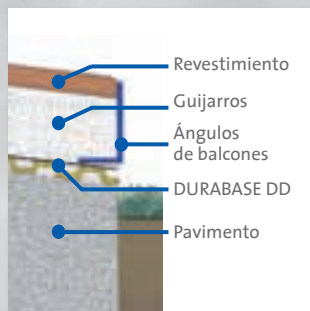 Revestimiento
Guijarros
Ángulos
de balcones
DURABASE DD
Pavimento